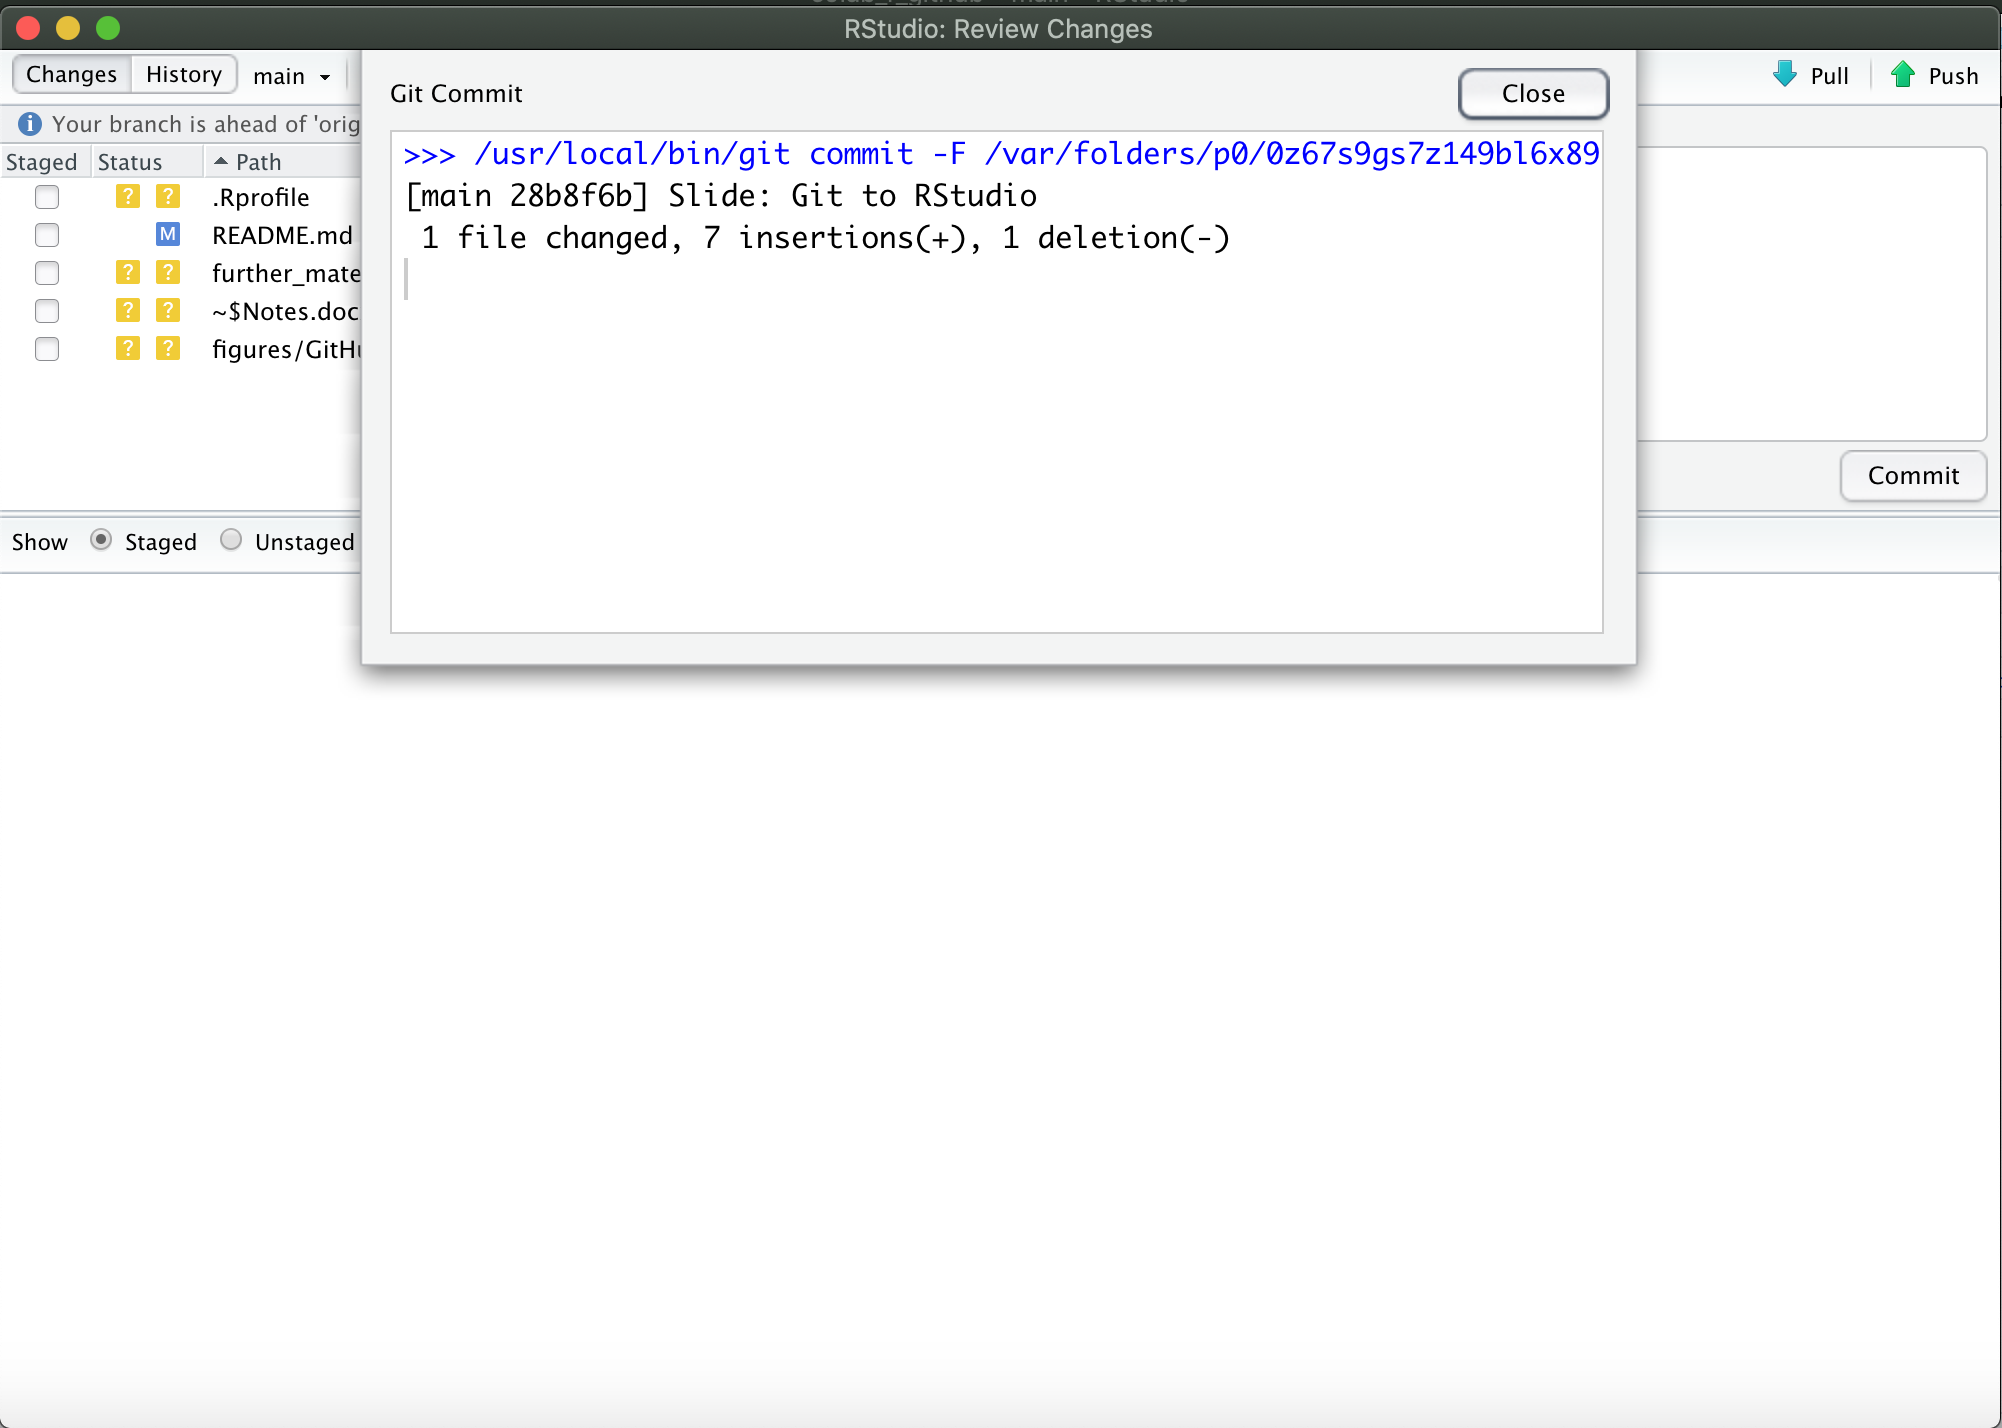 RStudio: Review Changes
Changes History main
Pull Push
Your branch is ahead of 'orig
Git Commit
Close
>>> /usr/local/bin/git commit -F /var/folders/p0/0z67s9gs7z149bl6x89
[main 28b8f6b] Slide: Git to RStudio
1 file changed, 7 insertions(+), 1 deletion(-)
Staged Status Path
? ? .Rprofile
M README.md
? ? further_mate
? ? ~$Notes.doc
? ? figures/GitHu
Commit
Show Staged Unstaged